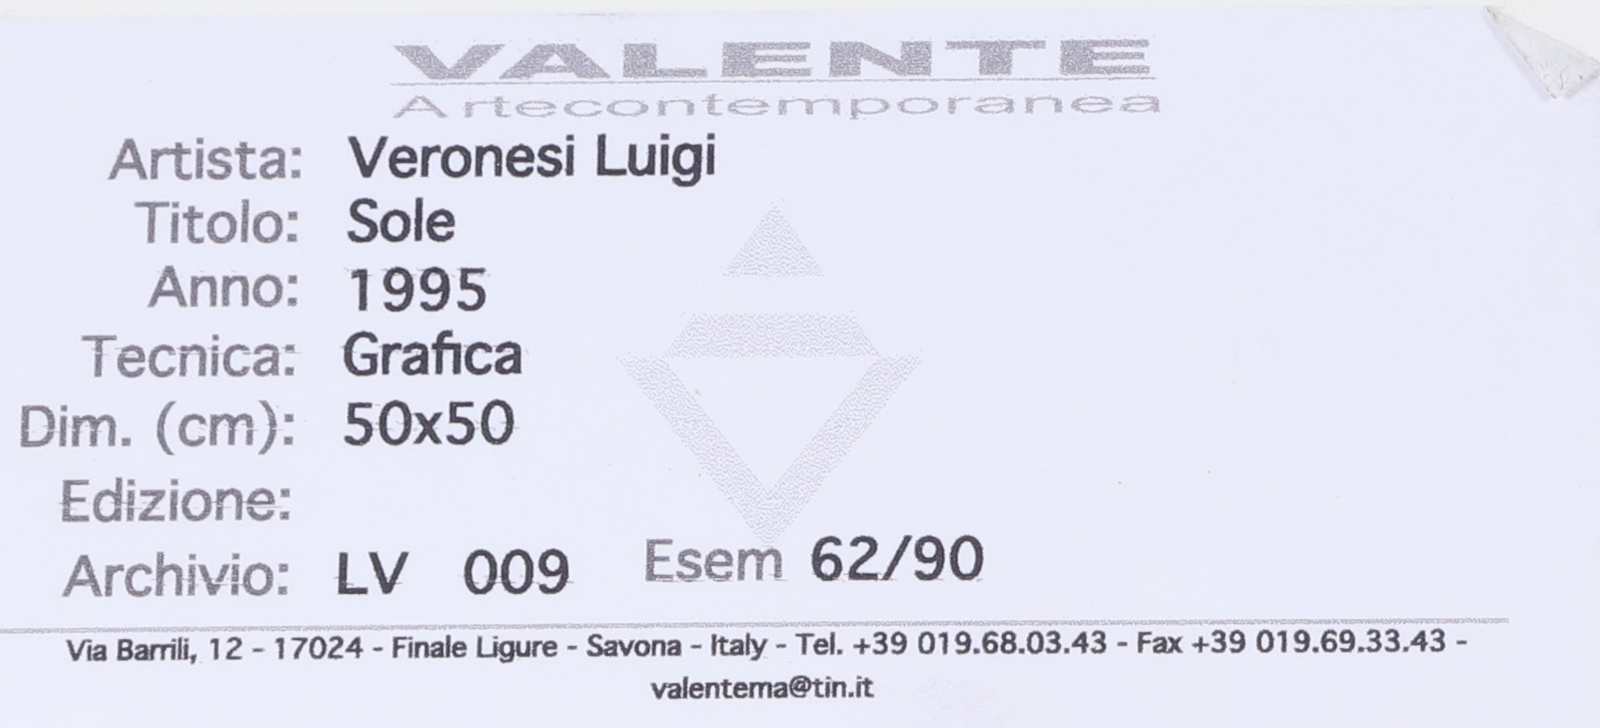 VALENTE
Artecontemporanea
Artista: Veronesi Luigi
Titolo: Sole
Anno: 1995
Tecnica: Grafica
Dim. (cm): 50x50
Edizione:
Archivio: LV 009 Esem 62/90
Via Barrili, 12 - 17024 - Finale Ligure - Savona - Italy - Tel. +39 019.68.03.43 - Fax +39 019.69.33.43 -
valentema@tin.it